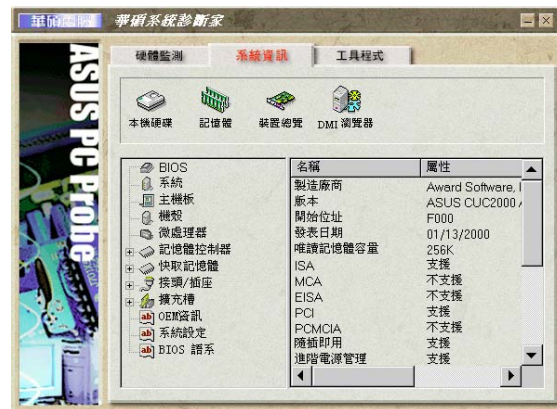 華碩電腦 華碩系統診斷家
ASUS PC Probe
硬體監測 系統資訊 工具程式
本機硬碟 記憶體 裝置總覽 DMI 瀏覽器
BIOS
系統
主機板
機殼
微處理器
記憶體控制器
快取記憶體
接頭/插座
擴充槽
OEM資訊
系統設定
BIOS 語系
名稱 屬性
製造廠商 Award Software,
版本 ASUS CUC2000
開始位址 F000
發表日期 01/13/2000
唯讀記憶體容量 256K
ISA 支援
MCA 不支援
EISA 不支援
PCI 支援
PCMCIA 不支援
隨插即用 支援
進階電源管理 支援